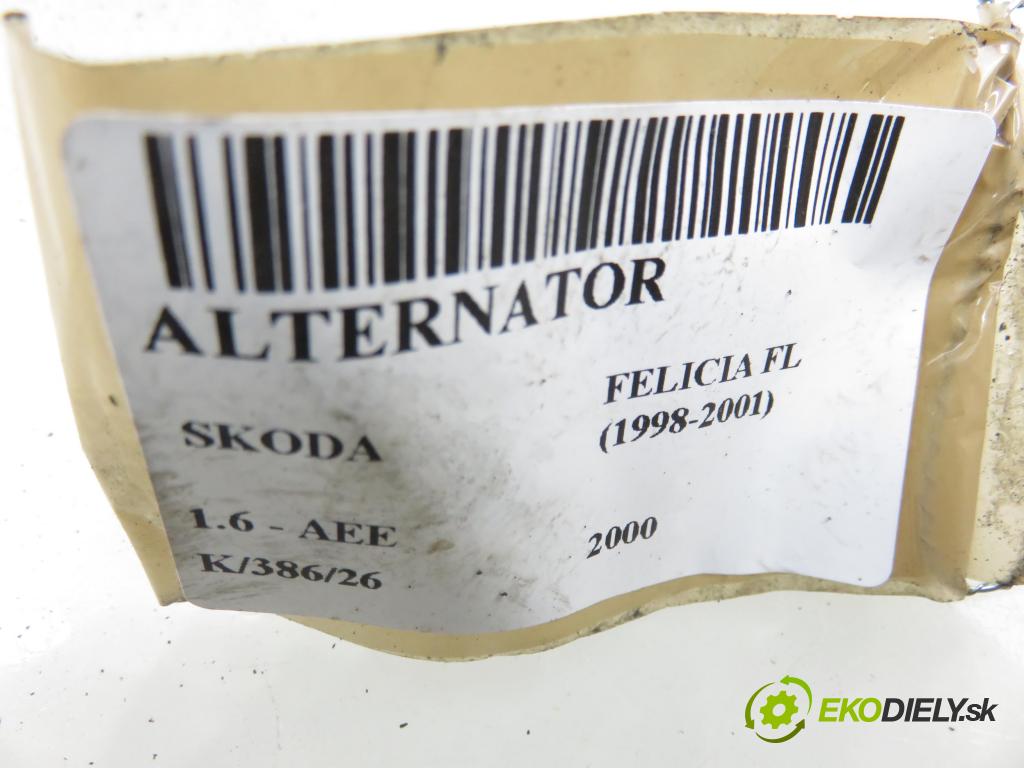 ALTERNATOR
SKODA
FELICIA FL
(1998-2001)
1.6 - AEE
2000
K/386/26
EKODIELY.sk